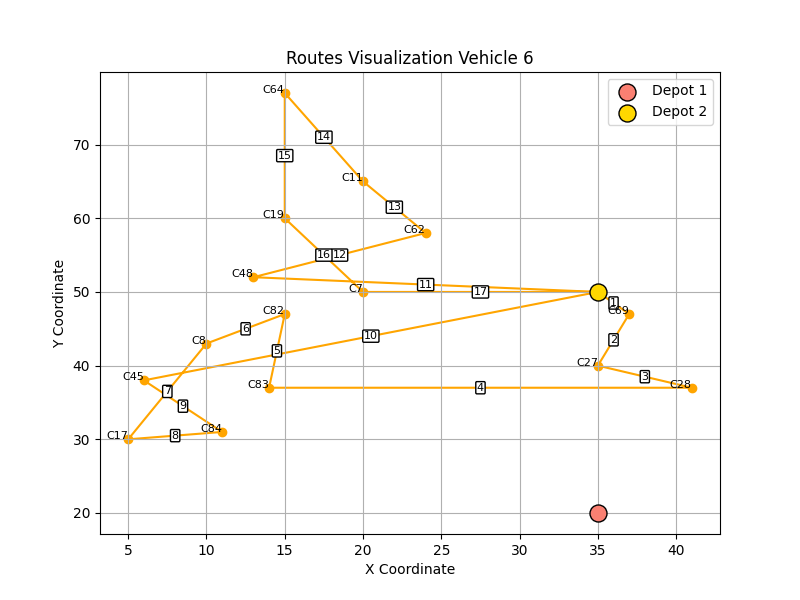 Routes Visualization Vehicle 6
Depot 1
Depot 2
C64
14
15
C11
13
C19
C62
16
12
C48
11
C7
17
1
C69
C82
6
C8
10
2
5
C27
C45
3
7
C83
4
C28
9
C84
C17
8
70
60
50
40
30
20
5
10
15
20
25
30
35
40
X Coordinate
Y Coordinate